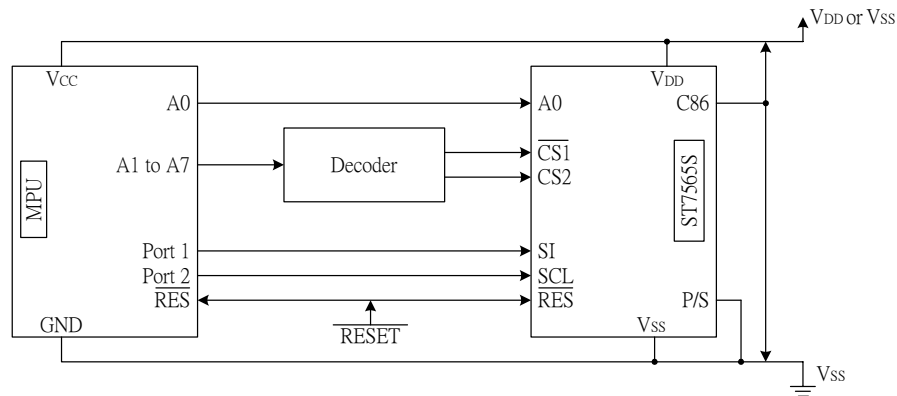 VDD or VSS
VCC
VDD
A0
A0
C86
A1 to A7
Decoder
CS1
CS2
MPU
ST7565S
Port 1
SI
Port 2
SCL
RES
RES
P/S
GND
RESET
VSS
VSS